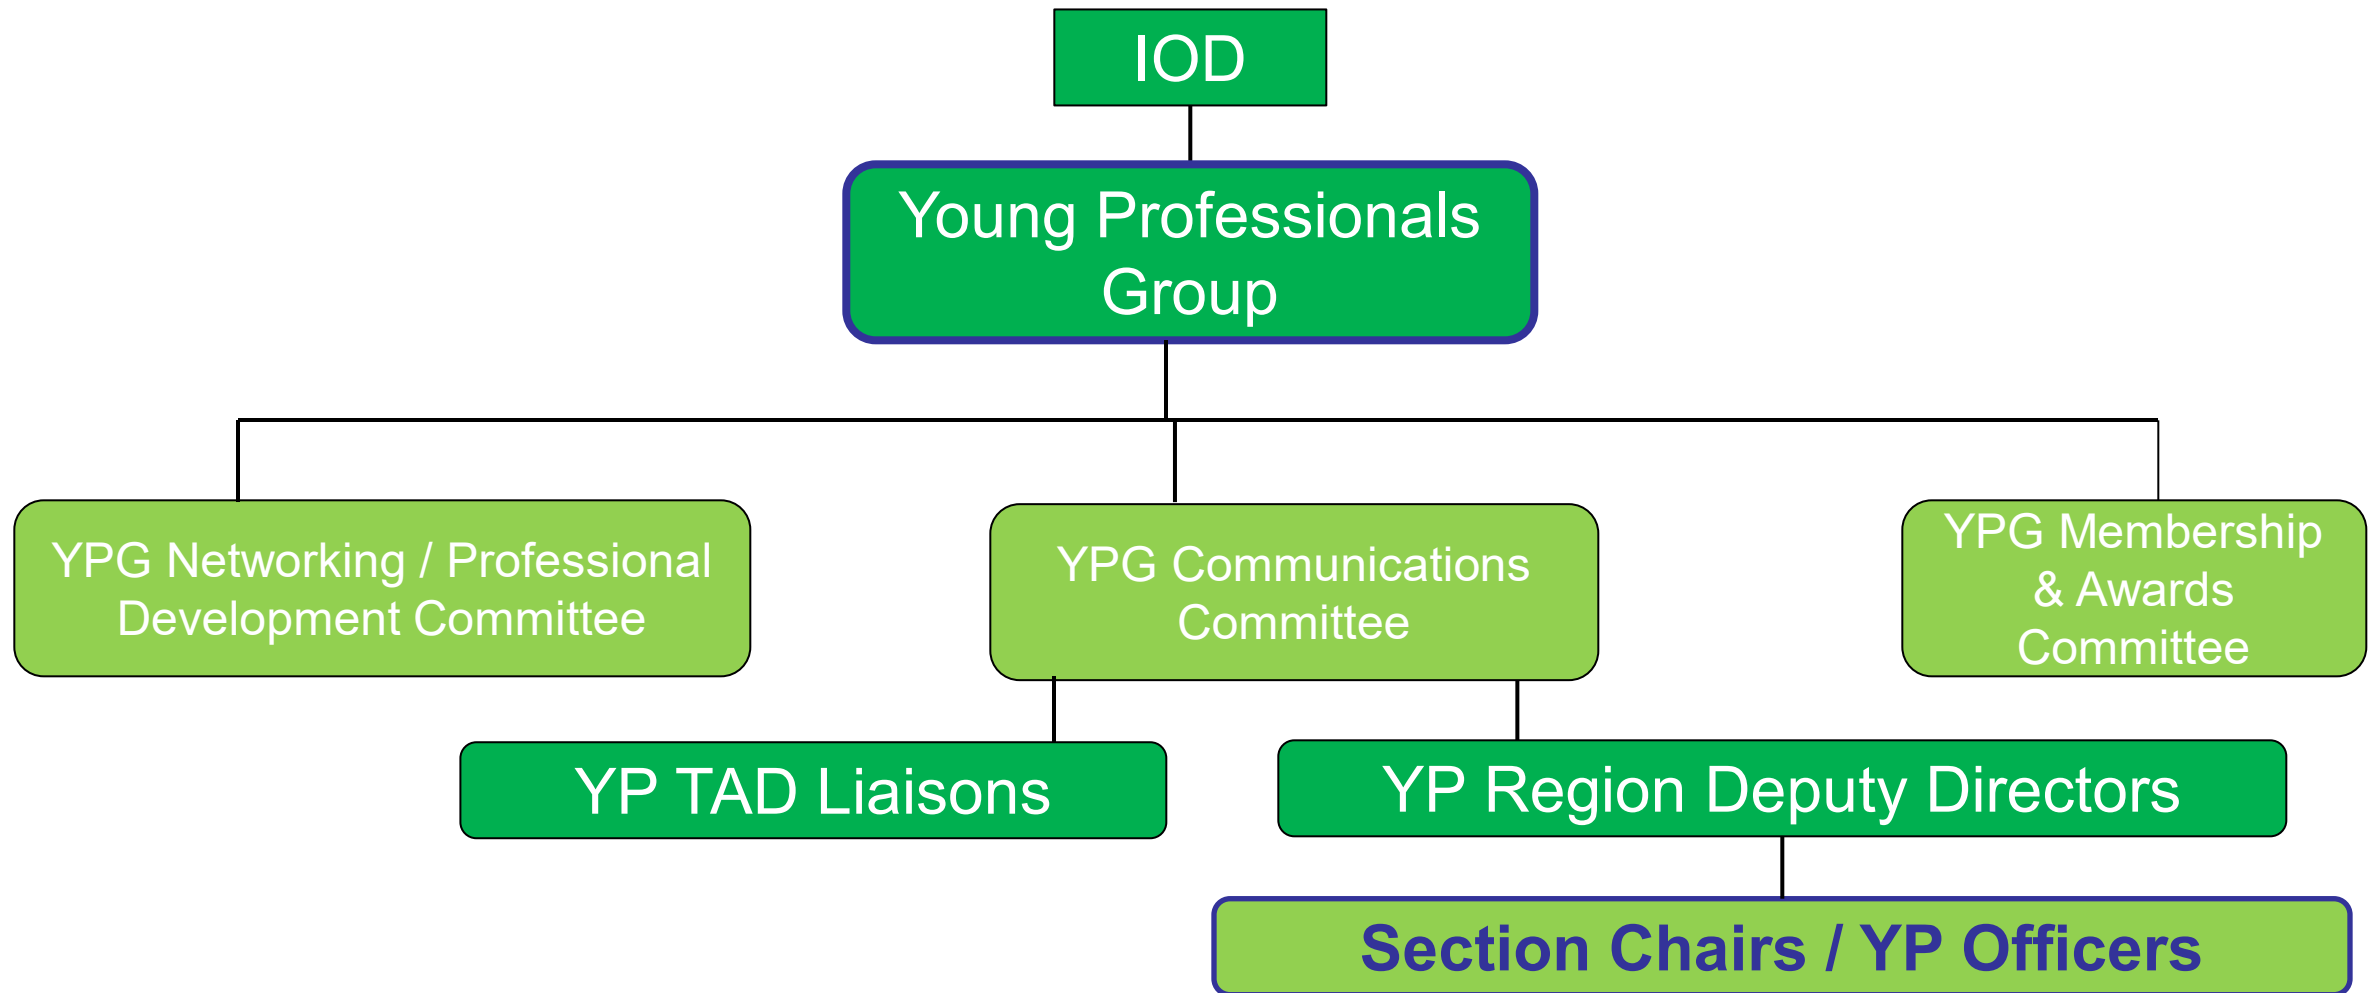 IOD
Young Professionals
Group
YPG Networking / Professional
Development Committee
YPG Communications
Committee
YPG Membership
& Awards
Committee
YP TAD Liaisons
YP Region Deputy Directors
Section Chairs / YP Officers